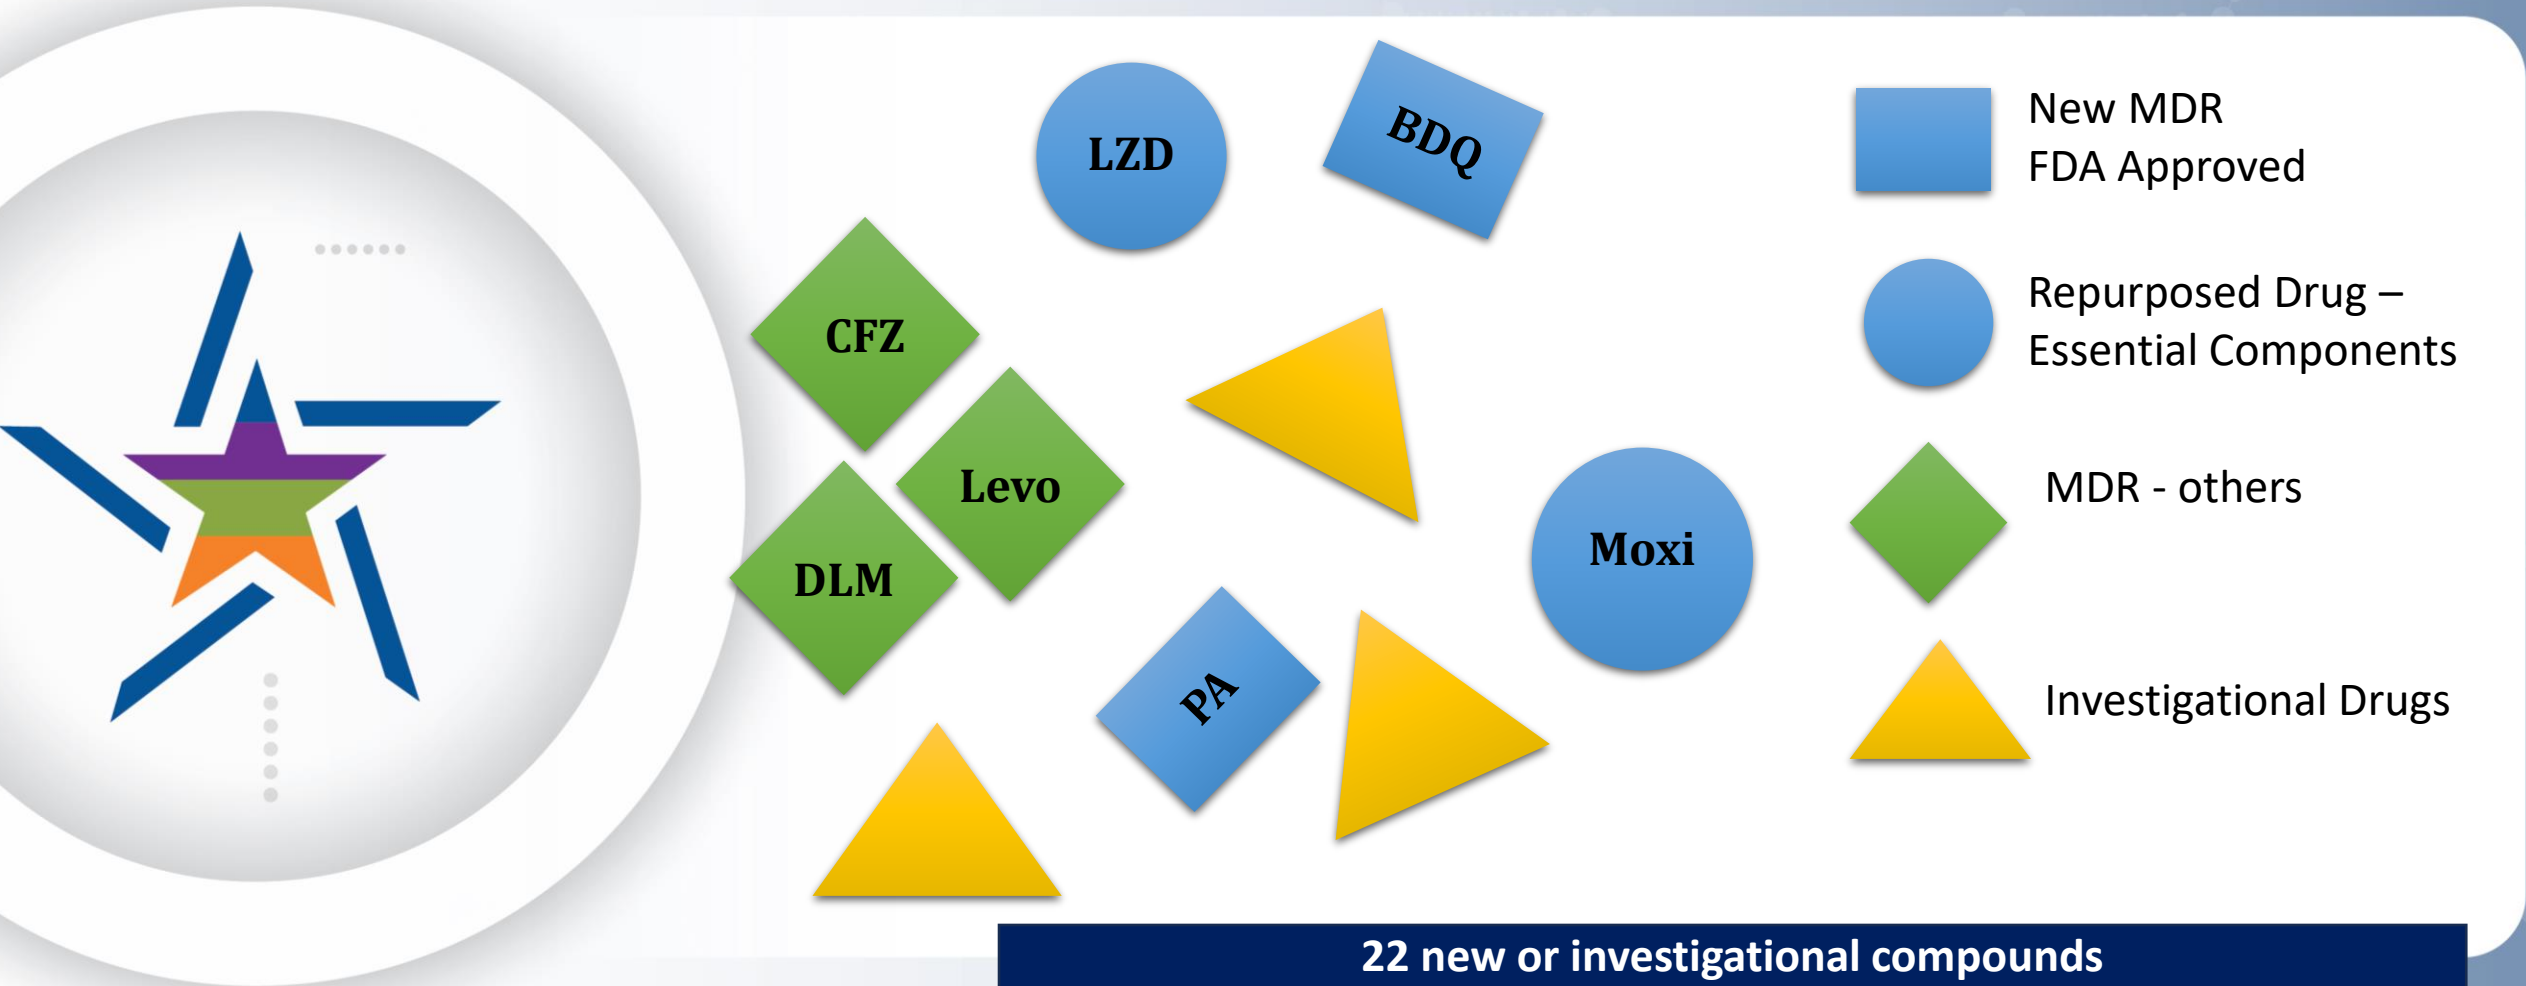 LZD
BDQ
CFZ
Levo
DLM
Moxi
PA
New MDR
FDA Approved
Repurposed Drug –
Essential Components
MDR - others
Investigational Drugs
22 new or investigational compounds